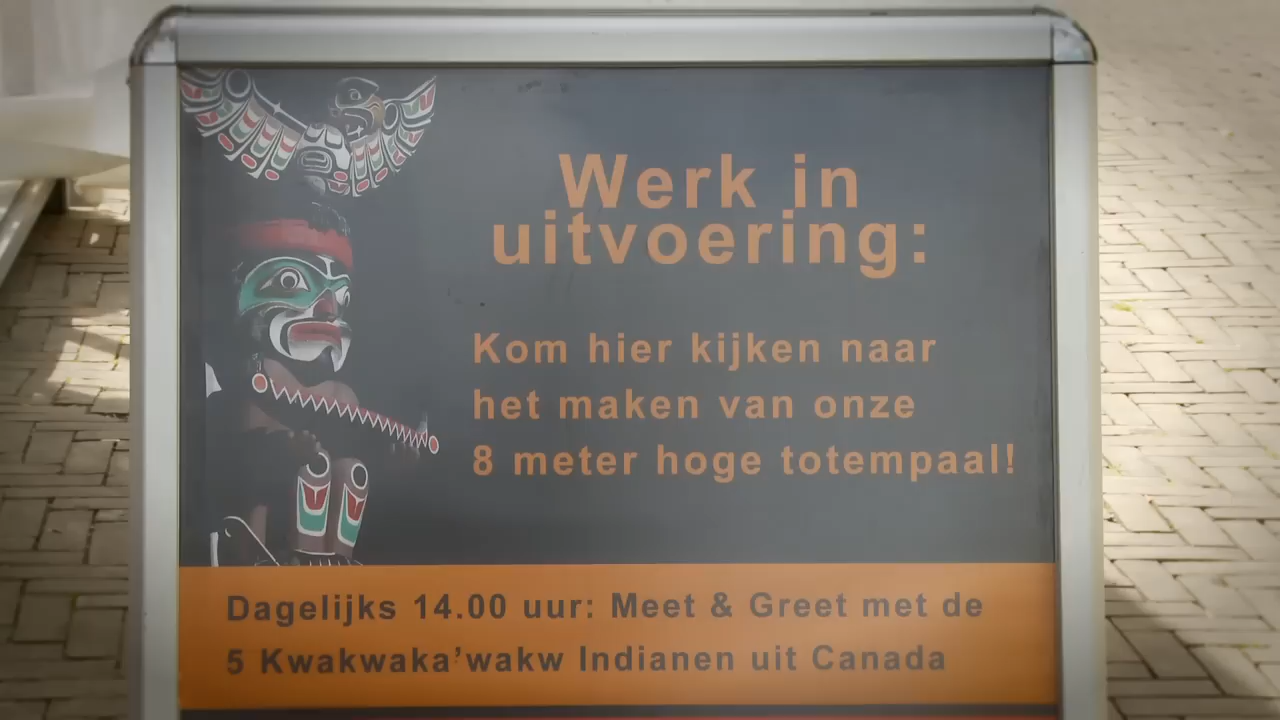 Werk in
uitvoering:
Kom hier kijken naar
het maken van onze
8 meter hoge totempaal!
Dagelijks 14.00 uur: Meet & Greet met de
5 Kwakwaka’wakw Indianen uit Canada